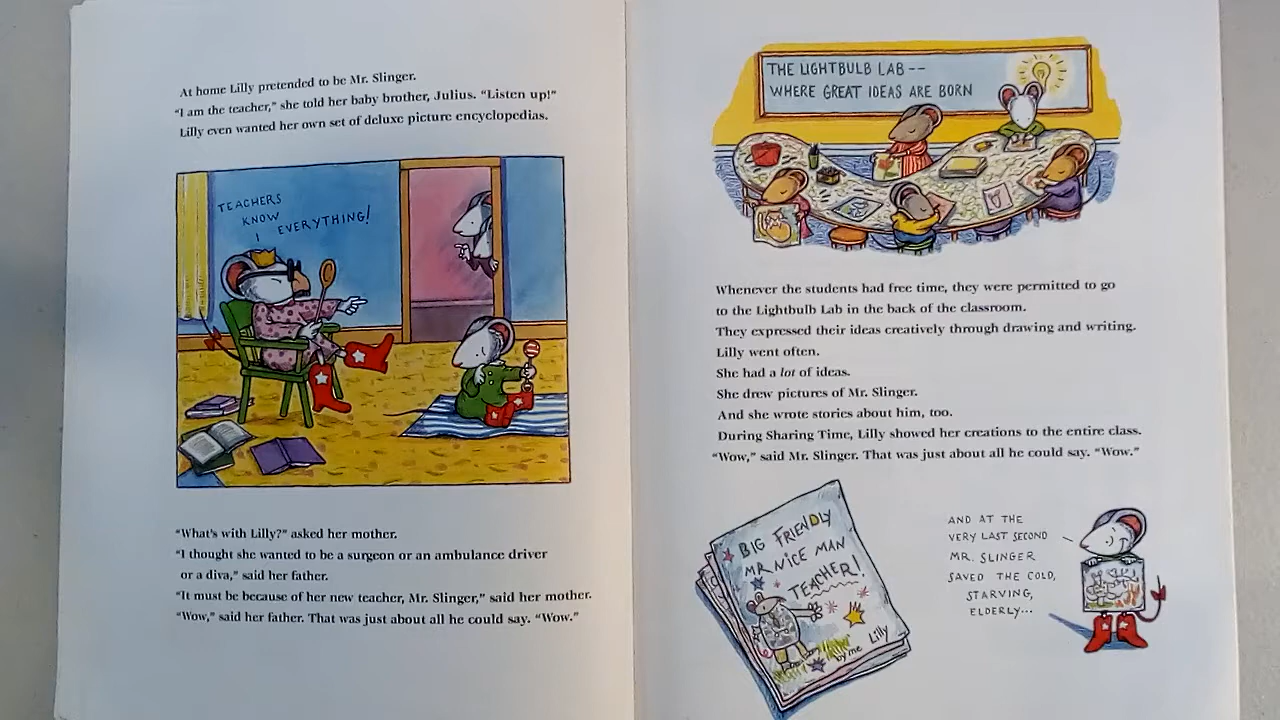 At home Lilly pretended to be Mr. Slinger.
"I am the teacher," she told her baby brother, Julius. "Listen up!"
Lilly even wanted her own set of deluxe picture encyclopedias.
TEACHERS
KNOW
EVERYTHING!
"What's with Lilly?" asked her mother.
"I thought she wanted to be a surgeon or an ambulance driver
or a diva," said her father.
"It must be because of her new teacher, Mr. Slinger," said her mother.
"Wow," said her father. That was just about all he could say. "Wow."
THE LIGHTBULB LAB--
WHERE GREAT IDEAS ARE BORN
Whenever the students had free time, they were permitted to go
to the Lightbulb Lab in the back of the classroom.
They expressed their ideas creatively through drawing and writing.
Lilly went often.
She had a lot of ideas.
She drew pictures of Mr. Slinger.
And she wrote stories about him, too.
During Sharing Time, Lilly showed her creations to the entire class.
"Wow," said Mr. Slinger. That was just about all he could say. "Wow."
BIG FRIENDLY
MR NICE MAN
TEACHER!
by me Lilly
AND AT THE
VERY LAST SECOND
MR. SLINGER
SAVED THE COLD,
STARVING,
ELDERLY...